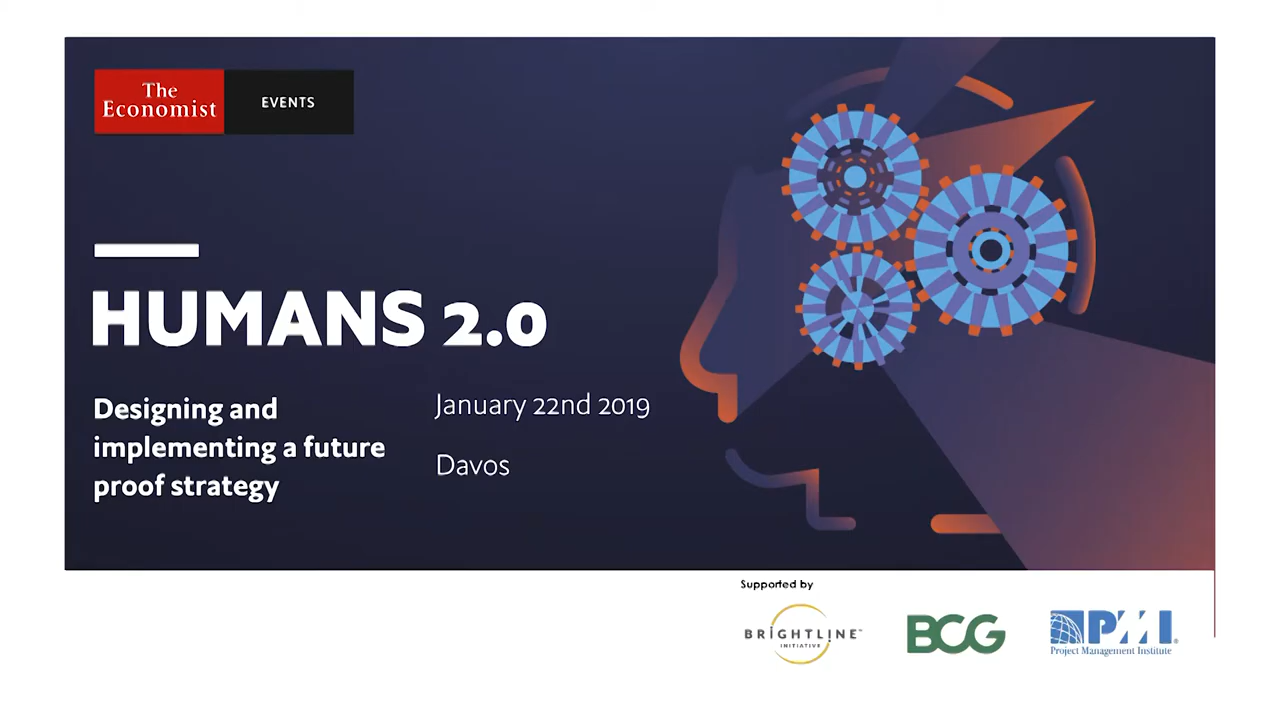 The
Economist
EVENTS
HUMANS 2.0
Designing and
implementing a future
proof strategy
January 22nd 2019
Davos
Supported by
BRIGHTLINE™
INITIATIVE
BCG
PMI®
Project Management Institute